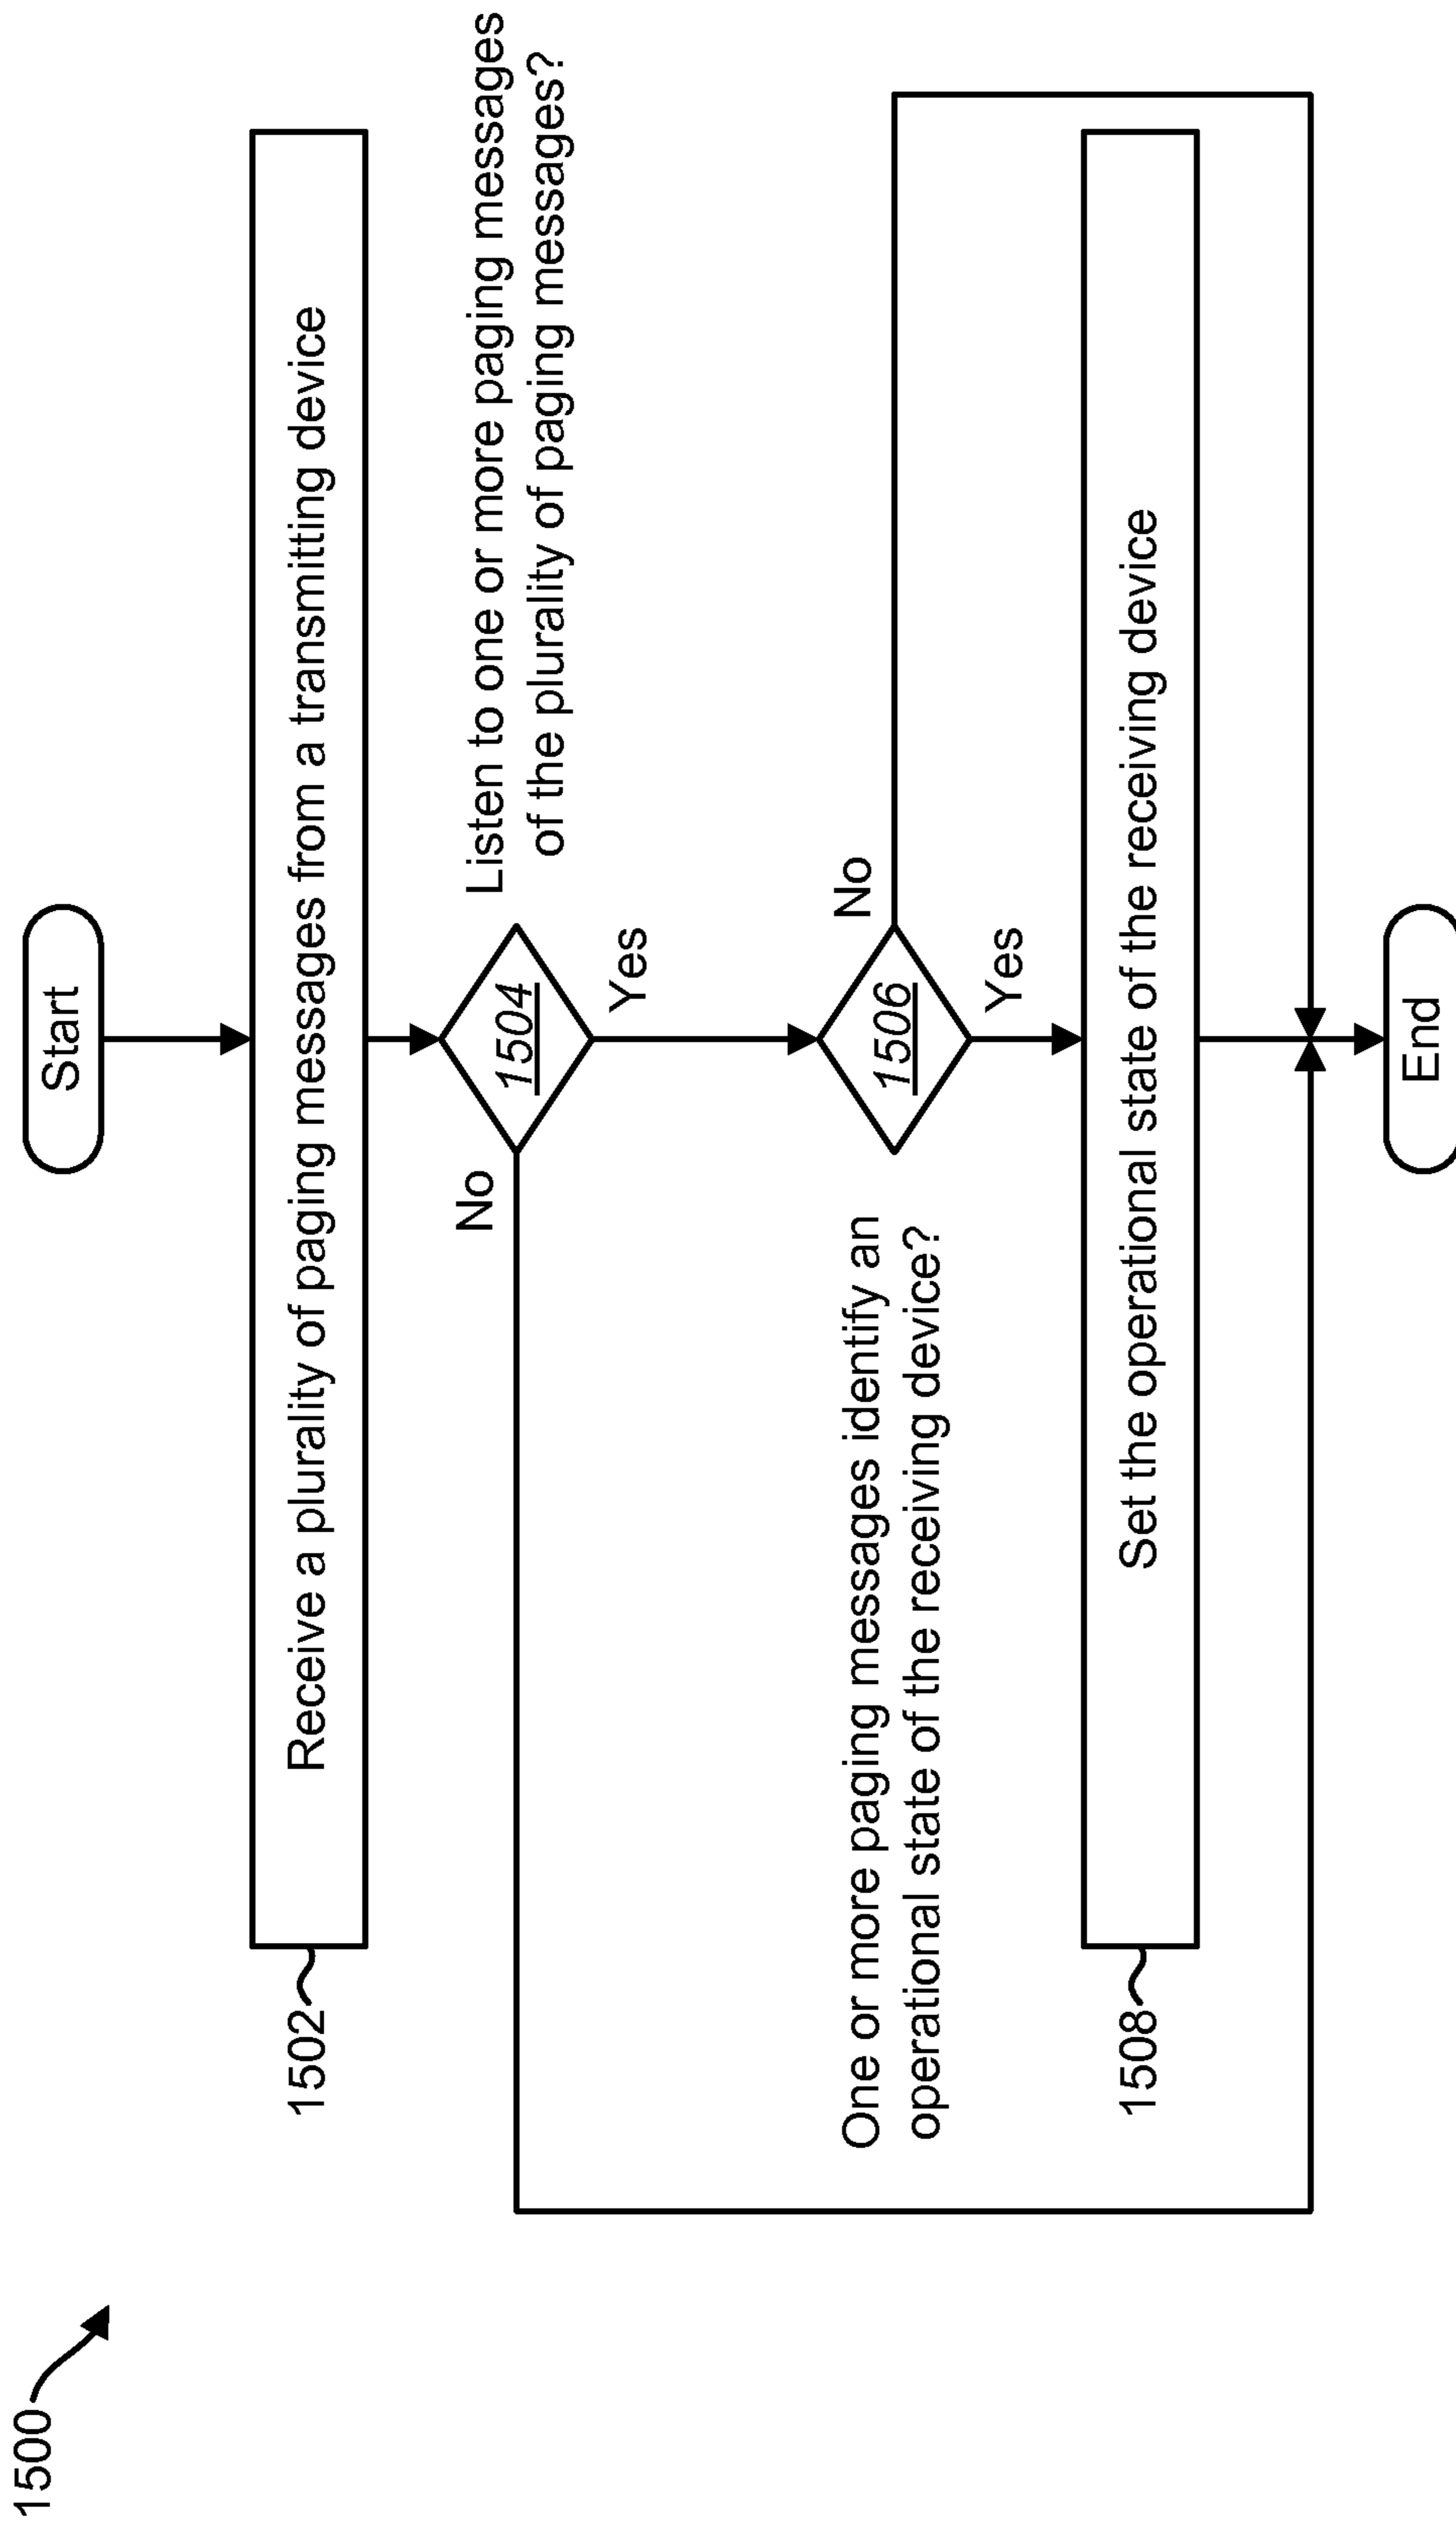 1500
Start
1502
Receive a plurality of paging messages from a transmitting device
1504
Listen to one or more paging messages
of the plurality of paging messages?
No
Yes
One or more paging messages identify an
operational state of the receiving device?
1506
No
Yes
1508
Set the operational state of the receiving device
End